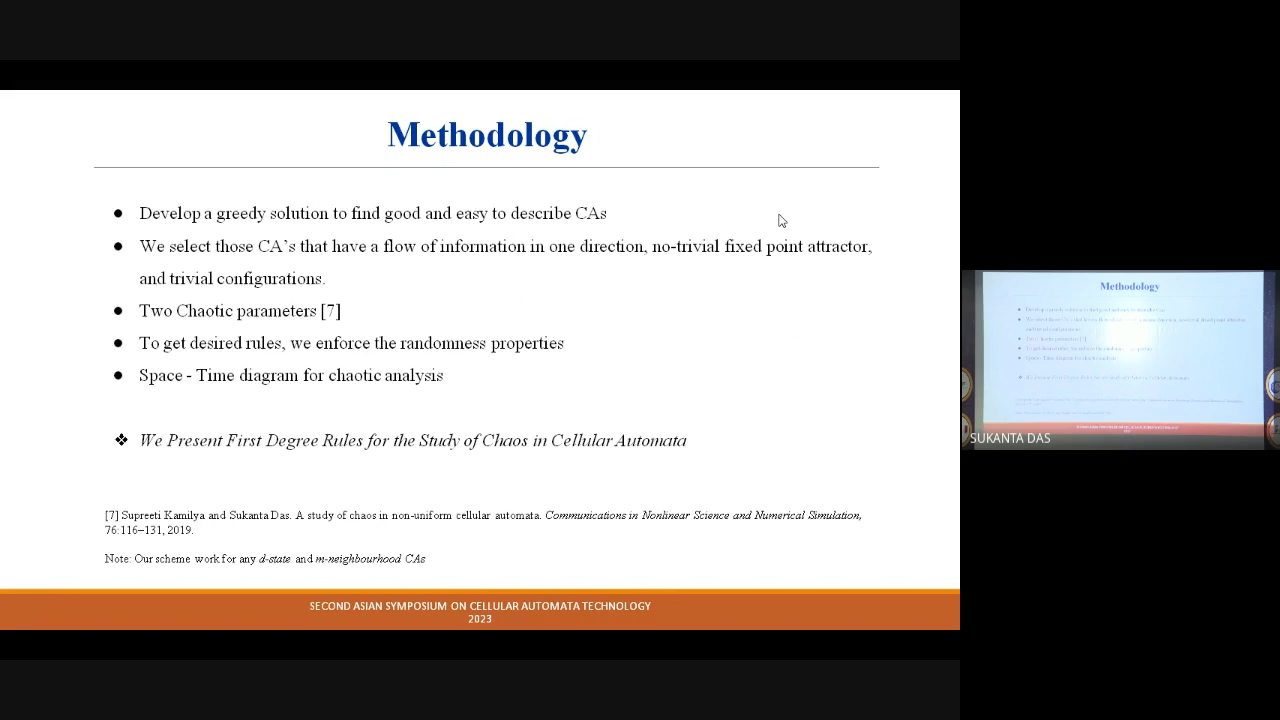 Methodology
● Develop a greedy solution to find good and easy to describe CAs
● We select those CA's that have a flow of information in one direction, no-trivial fixed point attractor,
and trivial configurations.
● Two Chaotic parameters [7]
● To get desired rules, we enforce the randomness properties
● Space - Time diagram for chaotic analysis
❖ We Present First Degree Rules for the Study of Chaos in Cellular Automata
[7] Supreeti Kamilya and Sukanta Das. A study of chaos in non-uniform cellular automata. Communications in Nonlinear Science and Numerical Simulation,
76:116–131, 2019.
Note: Our scheme work for any d-state and m-neighbourhood CAs
SECOND ASIAN SYMPOSIUM ON CELLULAR AUTOMATA TECHNOLOGY
2023
Methodology
SUKANTA DAS